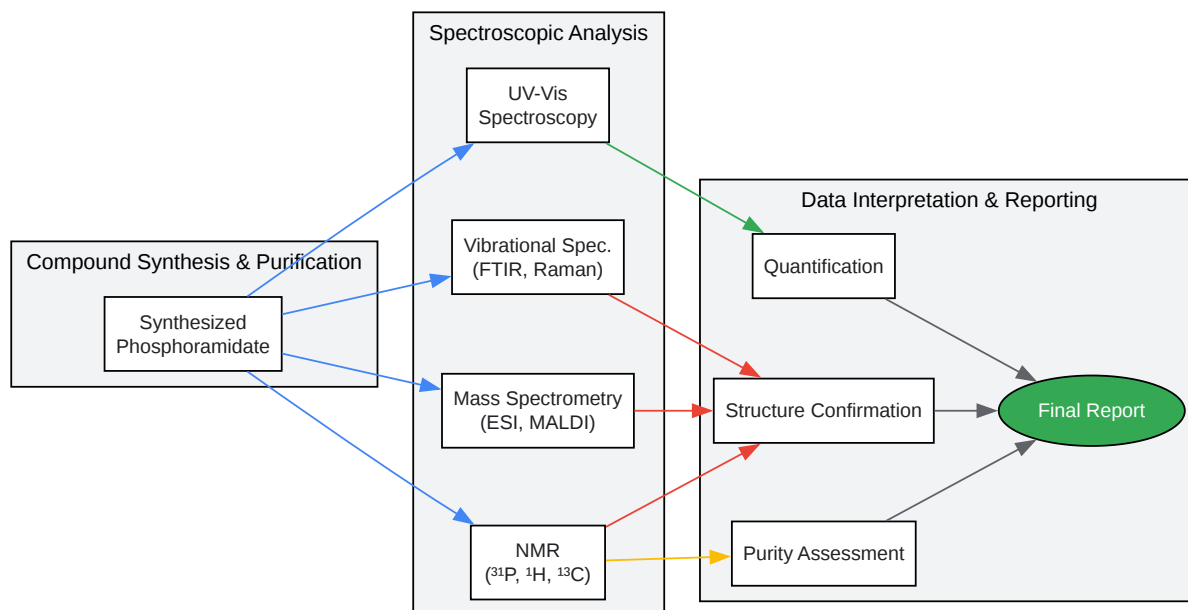 Compound Synthesis & Purification
Synthesized
Phosphoramidate
Spectroscopic Analysis
UV-Vis
Spectroscopy
Vibrational Spec.
(FTIR, Raman)
Mass Spectrometry
(ESI, MALDI)
NMR
(³¹P, ¹H, ¹³C)
Data Interpretation & Reporting
Quantification
Structure Confirmation
Purity Assessment
Final Report